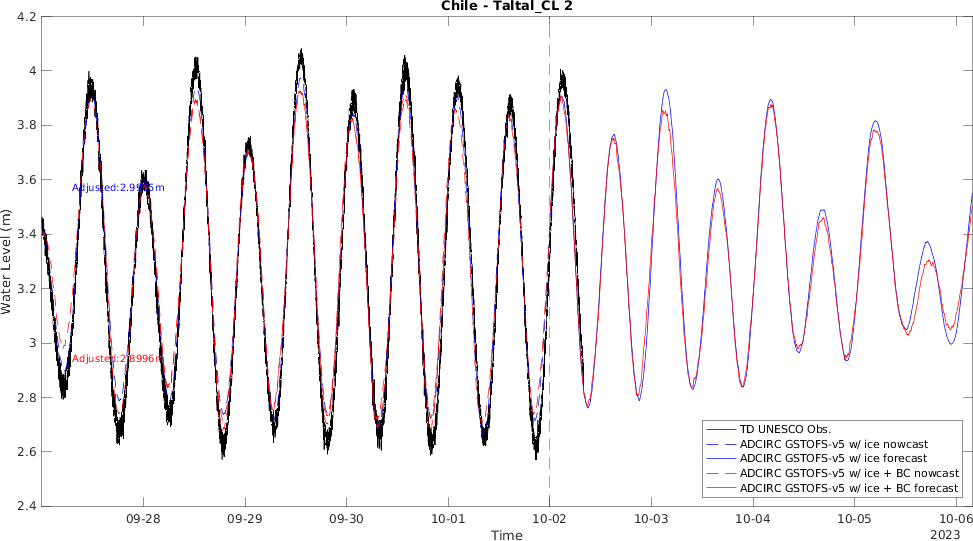 Chile - Taltal_CL 2
4.2
4
3.8
3.6
3.4
3.2
3
2.8
2.6
2.4
Water Level (m)
Adjusted:2.8996m
TD UNESCO Obs.
ADCIRC GSTOFS-v5 w/ ice nowcast
ADCIRC GSTOFS-v5 w/ ice forecast
ADCIRC GSTOFS-v5 w/ ice + BC nowcast
ADCIRC GSTOFS-v5 w/ ice + BC forecast
09-28 09-29 09-30 10-01 10-02 10-03 10-04 10-05 10-06
Time
2023